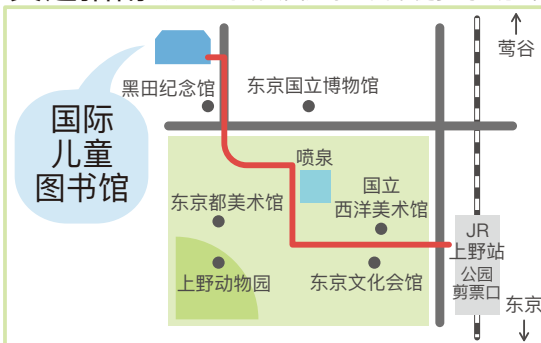 莺谷
黑田纪念馆
东京国立博物馆
国际
儿童
图书馆
喷泉
国立
西洋美术馆
东京都美术馆
JR
上野站
公园
剪票口
上野动物园
东京文化会馆
东京